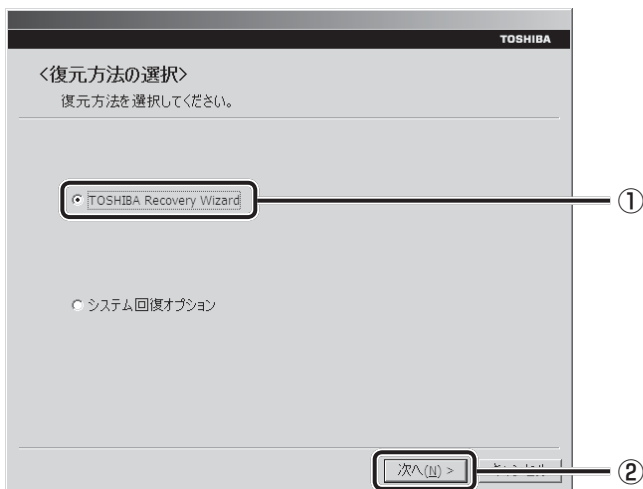 TOSHIBA
<復元方法の選択>
復元方法を選択してください。
TOSHIBA Recovery Wizard
①
システム回復オプション
次へ(N) >
②